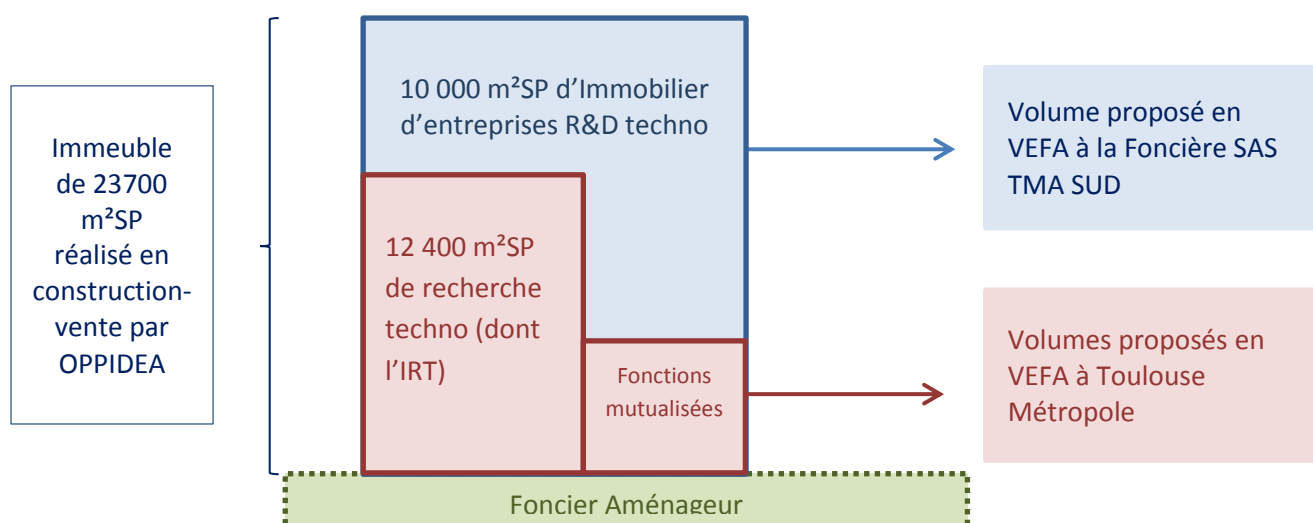 Immeuble
de 23700
m²SP
réalisé en
construction-
vente par
OPPIDEA
10 000 m²SP d’Immobilier
d’entreprises R&D techno
12 400 m²SP
de recherche
techno (dont
l’IRT)
Fonctions
mutualisées
Volume proposé en
VEFA à la Foncière SAS
TMA SUD
Volumes proposés en
VEFA à Toulouse
Métropole
Foncier Aménageur